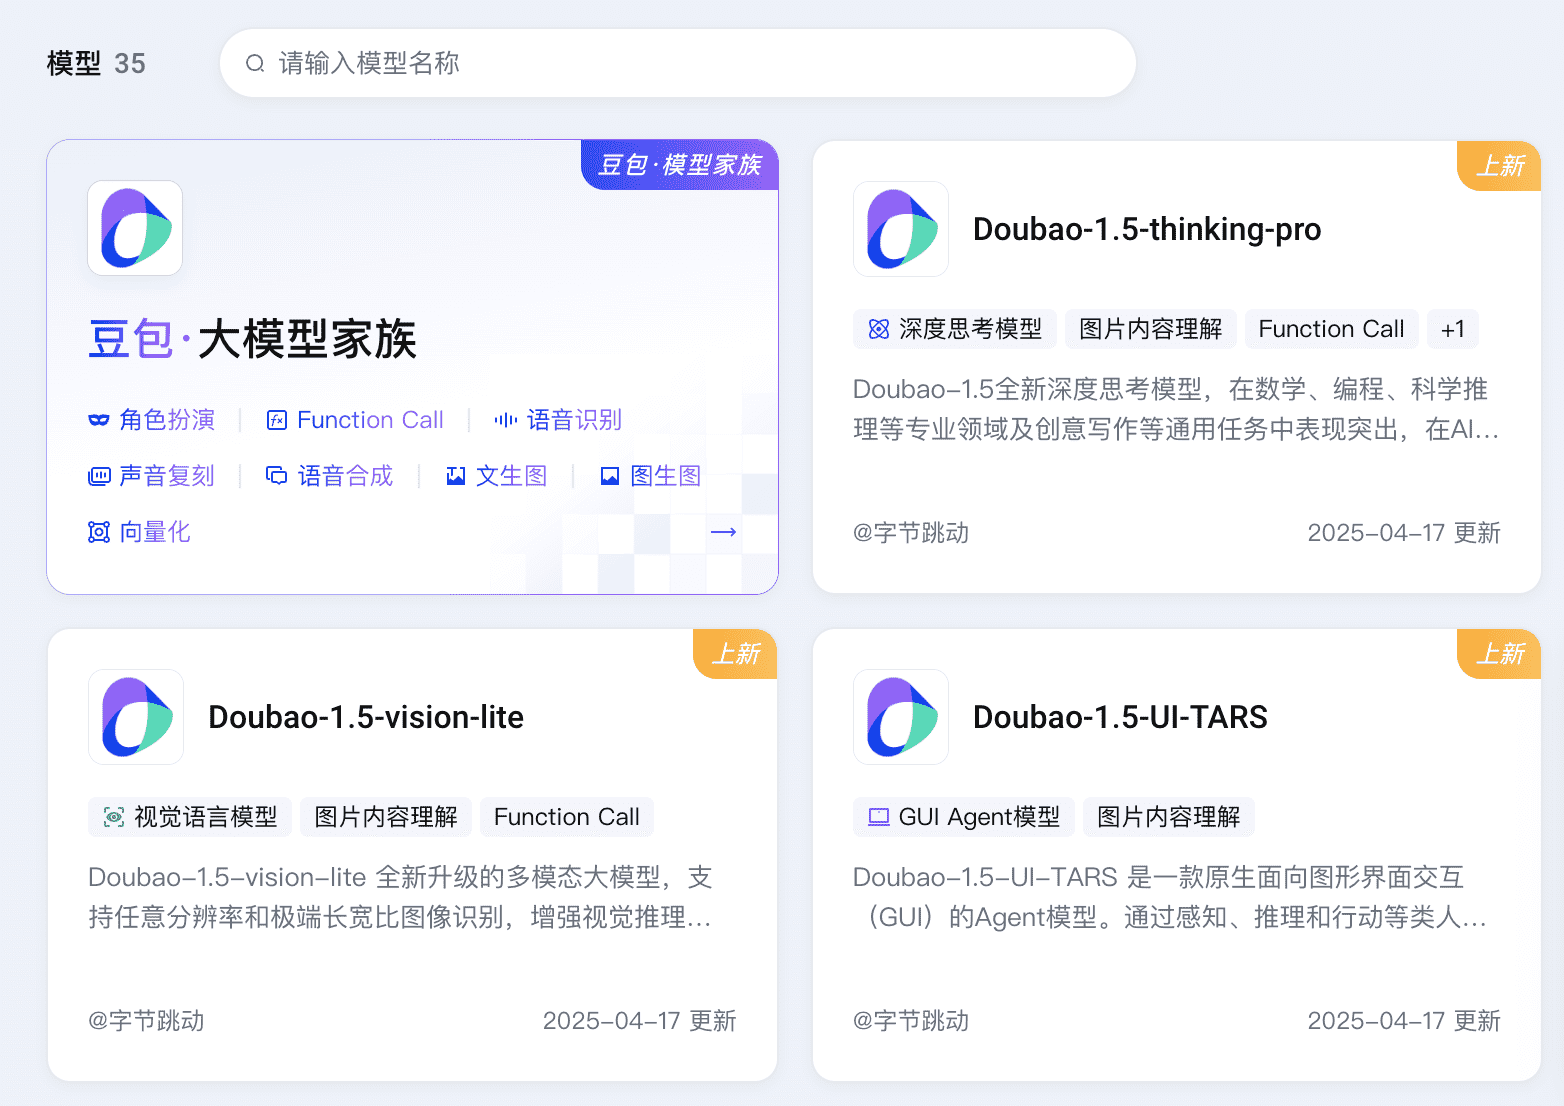 模型 35
请输入模型名称
豆包·模型家族
豆包·大模型家族
角色扮演 Function Call 语音识别
声音复刻 语音合成 文生图 图生图
向量化
上新
Doubao-1.5-thinking-pro
深度思考模型 图片内容理解 Function Call +1
Doubao-1.5全新深度思考模型，在数学、编程、科学推
理等专业领域及创意写作等通用任务中表现突出，在AI...
@字节跳动 2025-04-17 更新
上新
Doubao-1.5-vision-lite
视觉语言模型 图片内容理解 Function Call
Doubao-1.5-vision-lite 全新升级的多模态大模型，支
持任意分辨率和极端长宽比图像识别，增强视觉推理...
@字节跳动 2025-04-17 更新
上新
Doubao-1.5-UI-TARS
GUI Agent模型 图片内容理解
Doubao-1.5-UI-TARS 是一款原生面向图形界面交互
（GUI）的Agent模型。通过感知、推理和行动等类人...
@字节跳动 2025-04-17 更新